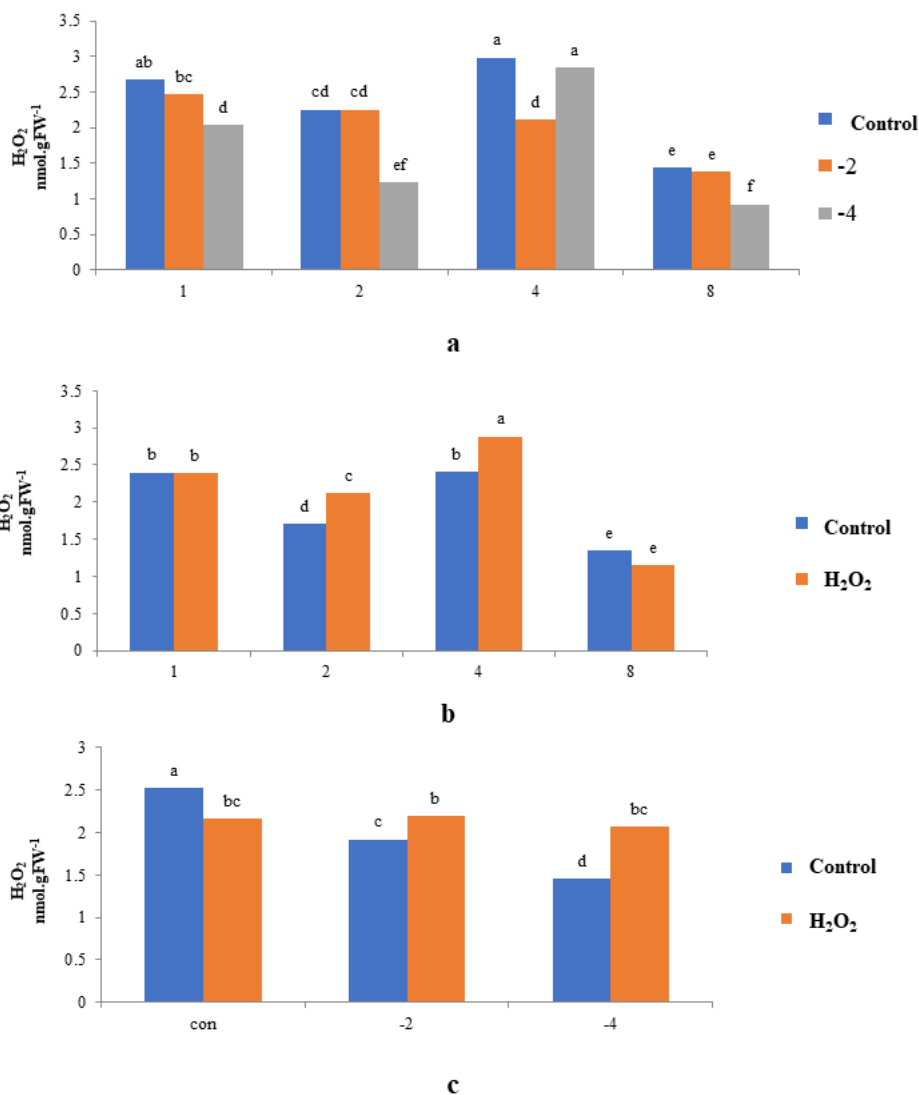 3.5
3
2.5
2
1.5
1
0.5
0
H₂O₂
nmol.gFW⁻¹
ab
bc
d
cd
cd
ef
a
d
a
e
e
f
1
2
4
8
Control
-2
-4
a
3.5
3
2.5
2
1.5
1
0.5
0
H₂O₂
nmol.gFW⁻¹
b
b
d
c
b
a
e
e
1
2
4
8
Control
H₂O₂
b
3
2.5
2
1.5
1
0.5
0
H₂O₂
nmol.gFW⁻¹
a
bc
c
b
d
bc
con
-2
-4
Control
H₂O₂
c